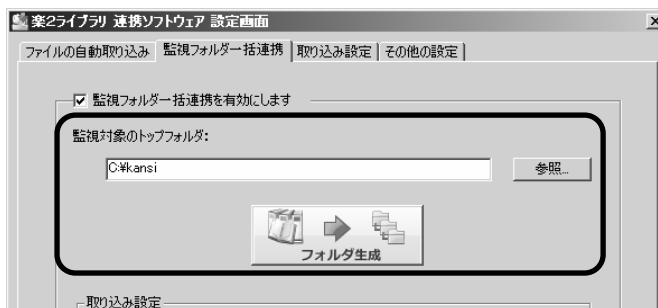 楽2ライブラリ 連携ソフトウェア 設定画面
ファイルの自動取り込み 監視フォルダ一括連携 取り込み設定 その他の設定
監視フォルダ一括連携を有効にします
監視対象のトップフォルダ:
C:¥kansi 参照...
フォルダ生成
取り込み設定